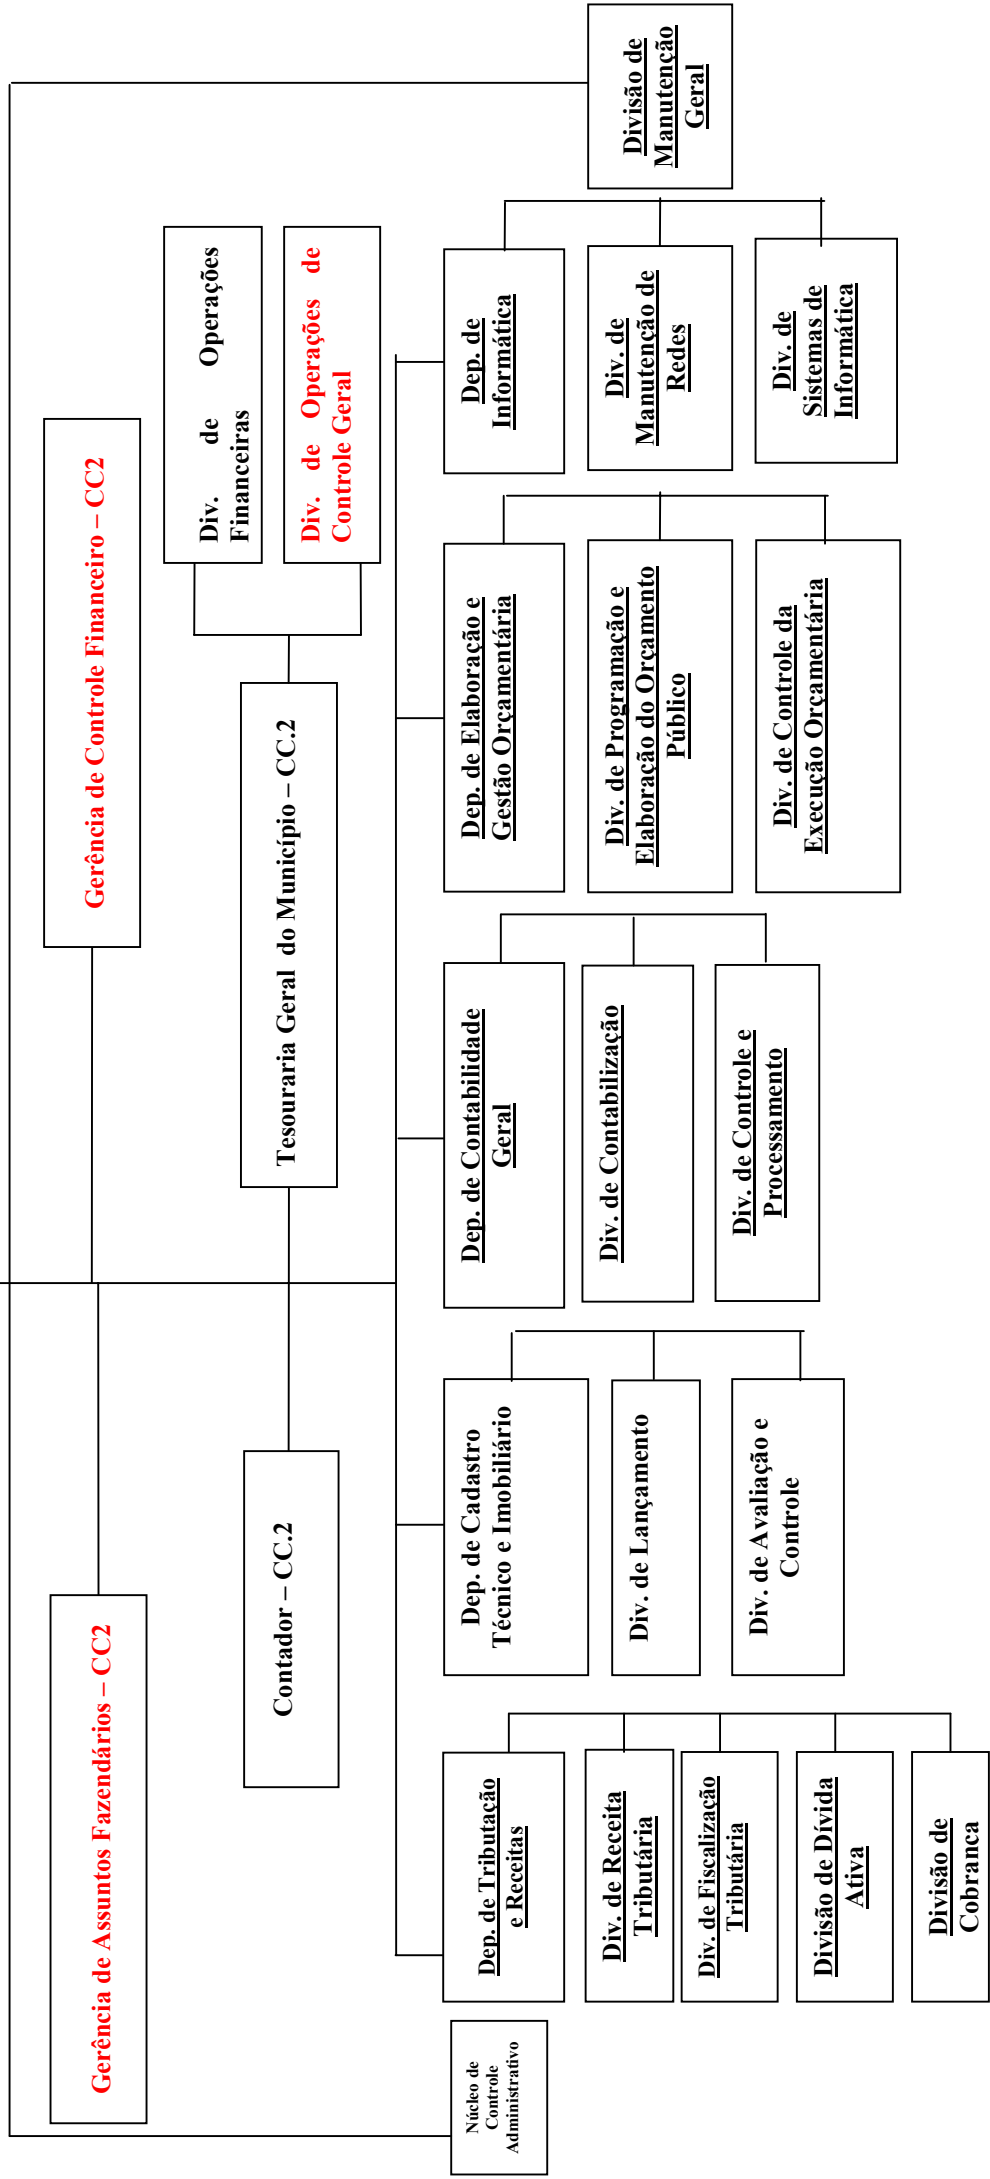 Gerência de Assuntos Fazendários – CC2
Gerência de Controle Financeiro – CC2
Contador – CC.2
Tesouraria Geral do Município – CC.2
Div. de Operações
Financeiras
Div. de Operações de
Controle Geral
Núcleo de
Controle
Administrativo
Dep. de Tributação
e Receitas
Div. de Receita
Tributária
Div. de Fiscalização
Tributária
Divisão de Dívida
Ativa
Divisão de
Cobranca
Dep. de Cadastro
Técnico e Imobiliário
Div. de Lançamento
Div. de Avaliação e
Controle
Dep. de Contabilidade
Geral
Div. de Contabilização
Div. de Controle e
Processamento
Dep. de Elaboração e
Gestão Orçamentária
Div. de Programação e
Elaboração do Orçamento
Público
Div. de Controle da
Execução Orçamentária
Dep. de
Informática
Div. de
Manutenção de
Redes
Div. de
Sistemas de
Informática
Divisão de
Manutenção
Geral